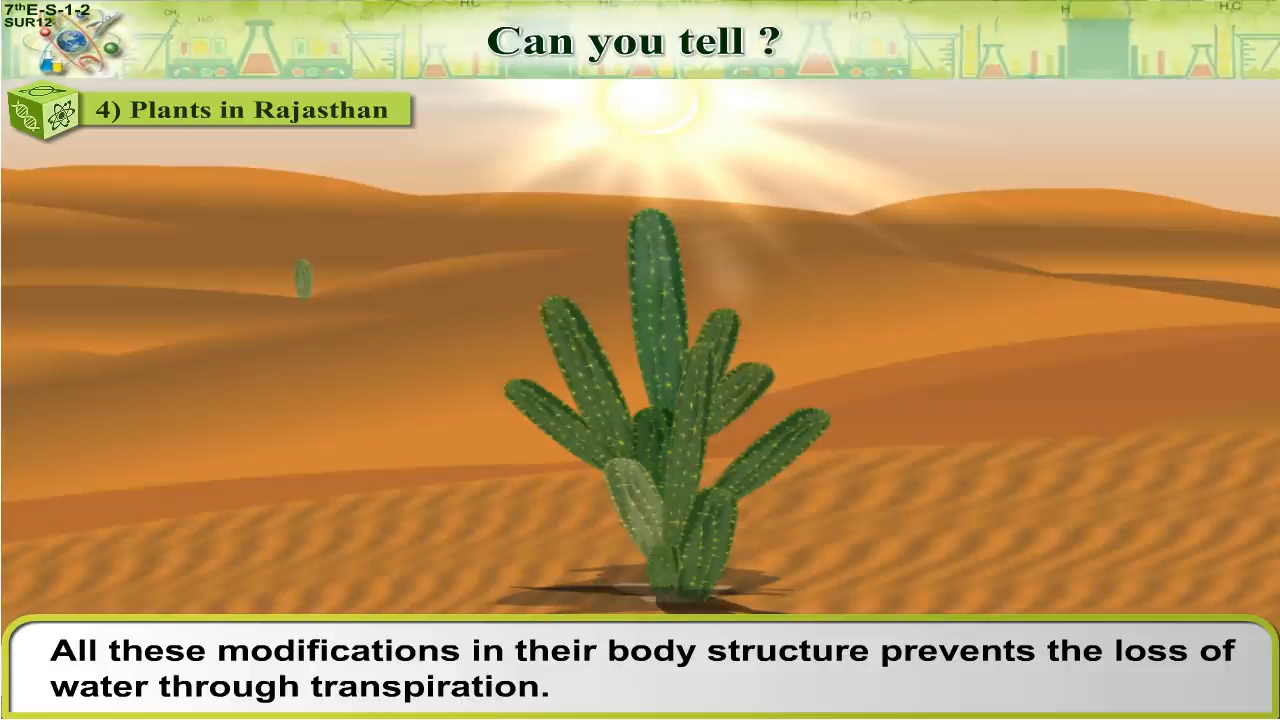 7thE-S-1-2
SUR12
Can you tell ?
4) Plants in Rajasthan
All these modifications in their body structure prevents the loss of
water through transpiration.